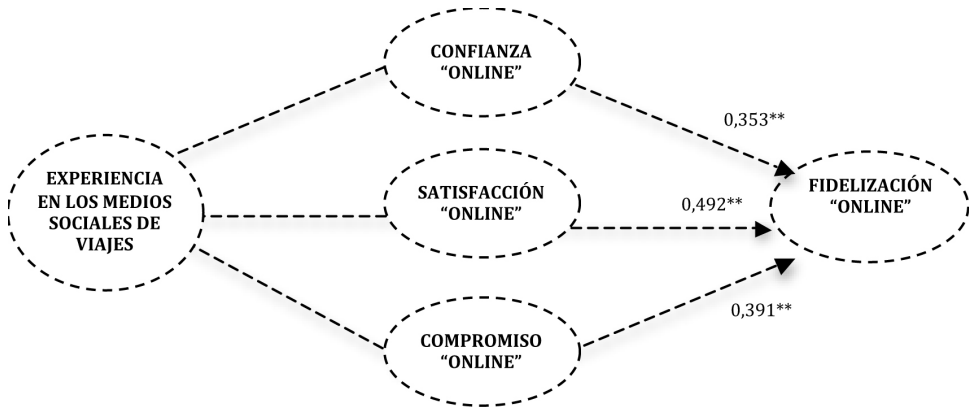 CONFIANZA
“ONLINE”
0,353**
EXPERIENCIA
EN LOS MEDIOS
SOCIALES DE
VIAJES
SATISFACCIÓN
“ONLINE”
0,492**
FIDELIZACIÓN
“ONLINE”
0,391**
COMPROMISO
“ONLINE”